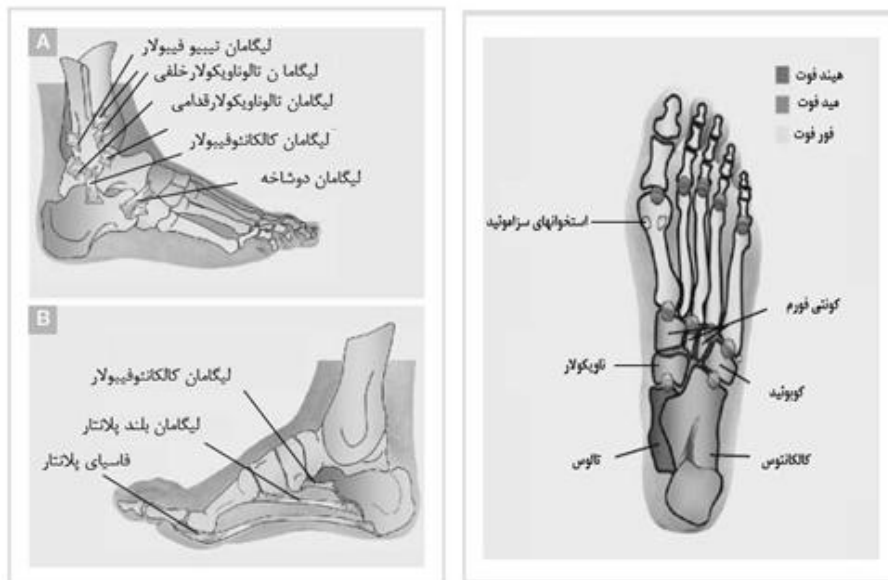 A
لیگامان تیبیو فیبولار
لیگاما ن تالوناویکولارخلفی
لیگامان تالوناویکولارقدامی
لیگامان کالکانئوفیبولار
لیگامان دوشاخه
B
لیگامان کالکانئوفیبولار
لیگامان بلند پلانتار
فاسیای پلانتار
هیند فوت
مید فوت
فور فوت
استخوانهای سزاموئید
کونئی فورم
ناویکولار
کوبوئید
تالوس
کالکانئوس